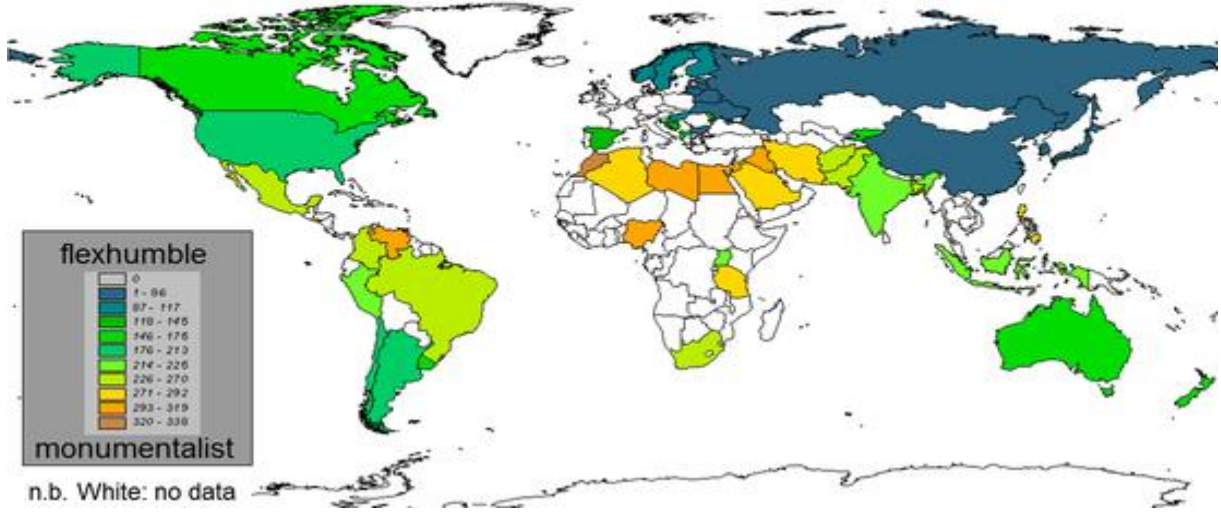 flexhumble
0
1 - 86
87 - 117
118 - 145
146 - 175
176 - 213
214 - 225
226 - 270
271 - 292
293 - 319
320 - 338
monumentalist
n.b. White: no data